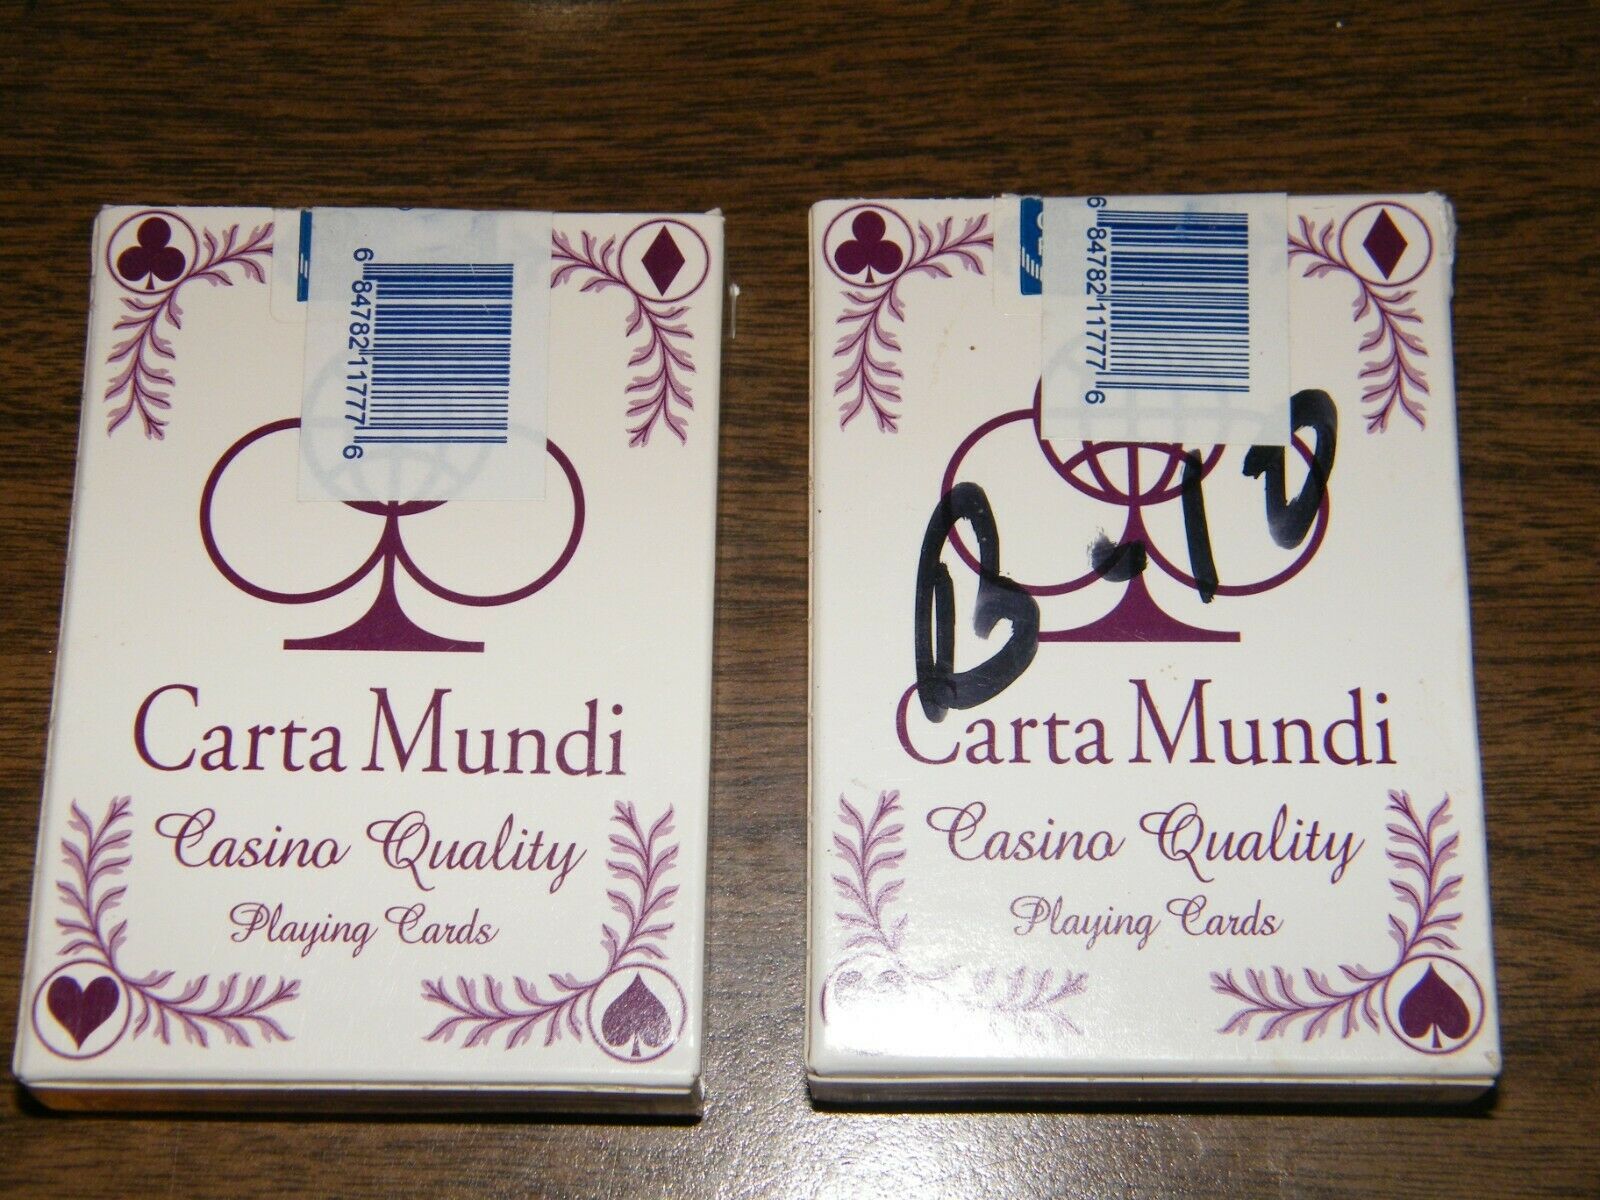 6 84782 11777 6
Carta Mundi
Casino Quality
Playing Cards
6 84782 11777 6
B-10
Carta Mundi
Casino Quality
Playing Cards